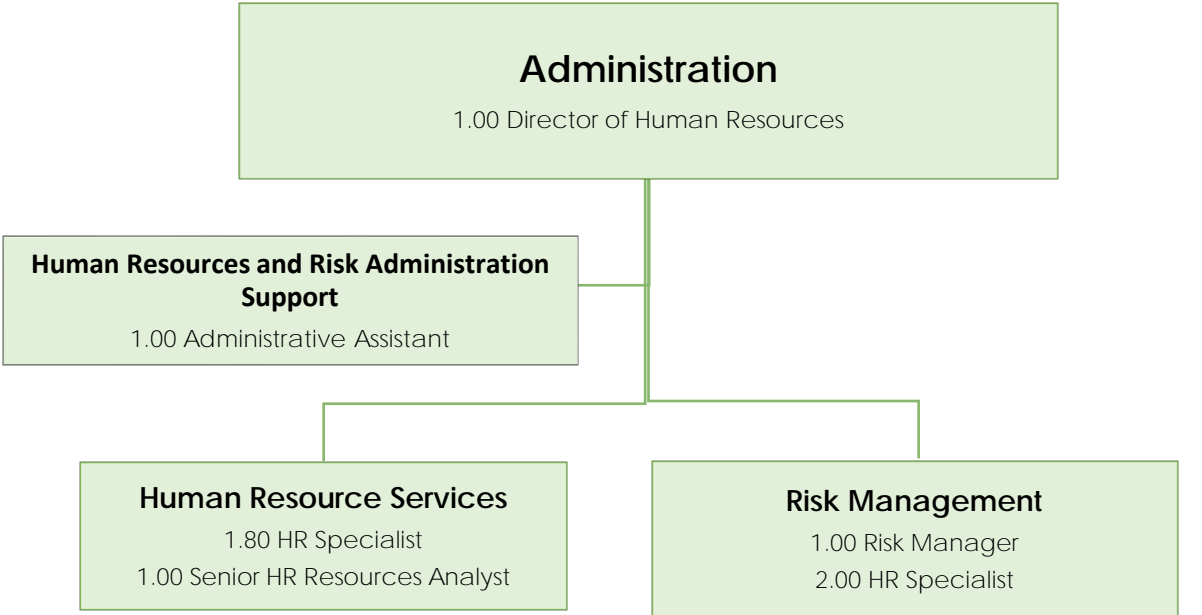 Administration
1.00 Director of Human Resources
Human Resources and Risk Administration
Support
1.00 Administrative Assistant
Human Resource Services
1.80 HR Specialist
1.00 Senior HR Resources Analyst
Risk Management
1.00 Risk Manager
2.00 HR Specialist